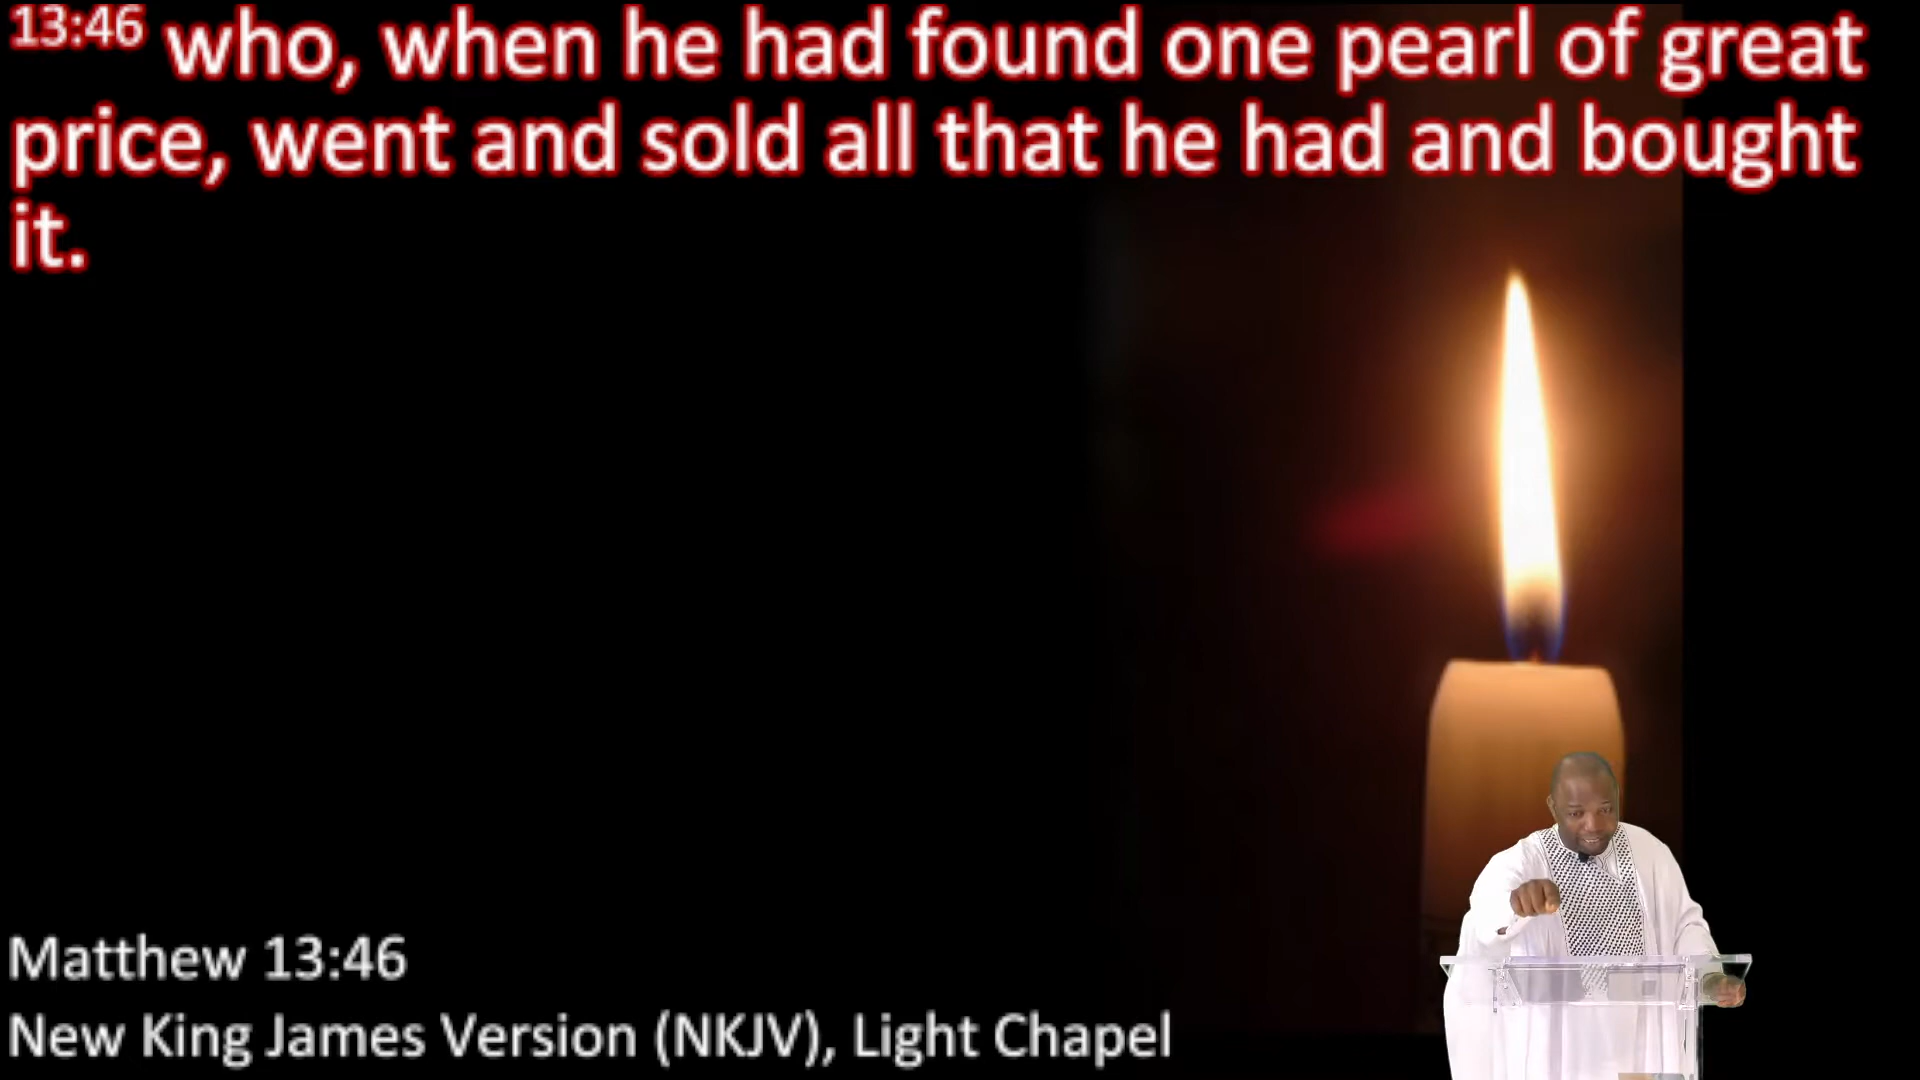 13:46 who, when he had found one pearl of great
price, went and sold all that he had and bought
it.
Matthew 13:46
New King James Version (NKJV), Light Chapel